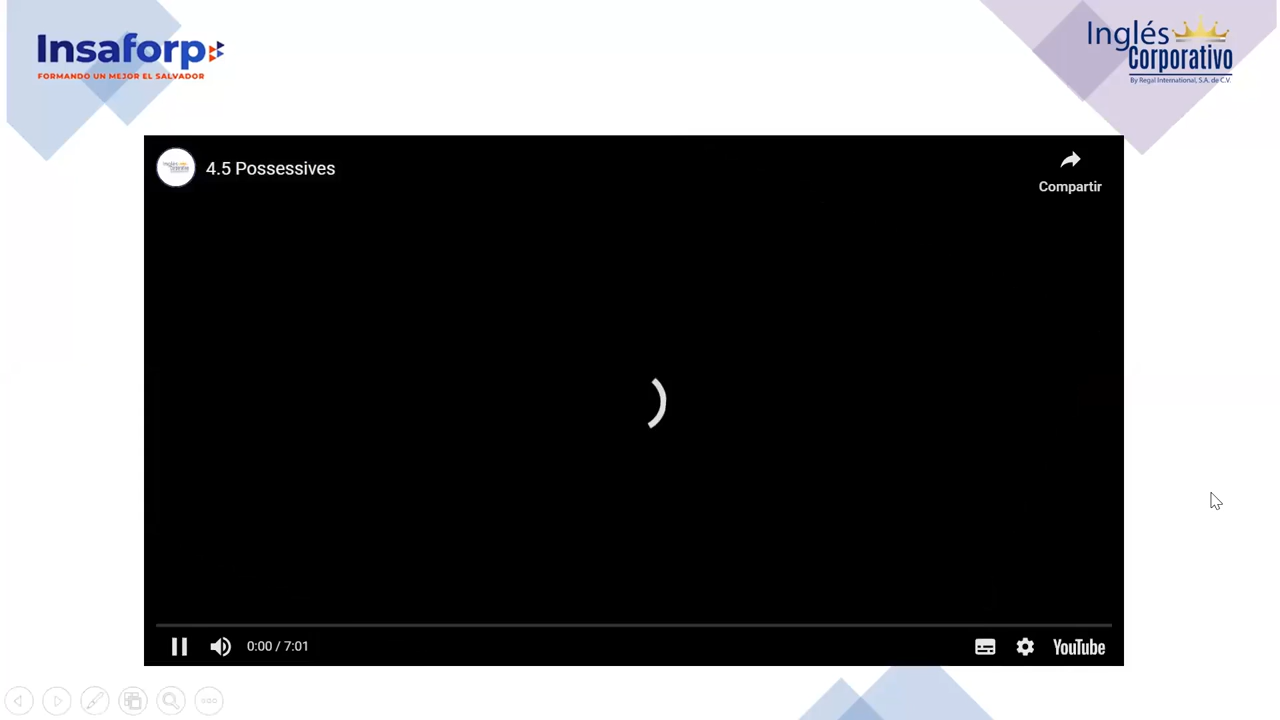 Insaforp
FORMANDO UN MEJOR EL SALVADOR
Inglés
Corporativo
By Regal International, S.A. de C.V.
4.5 Possessives
Compartir
0:00 / 7:01
YouTube